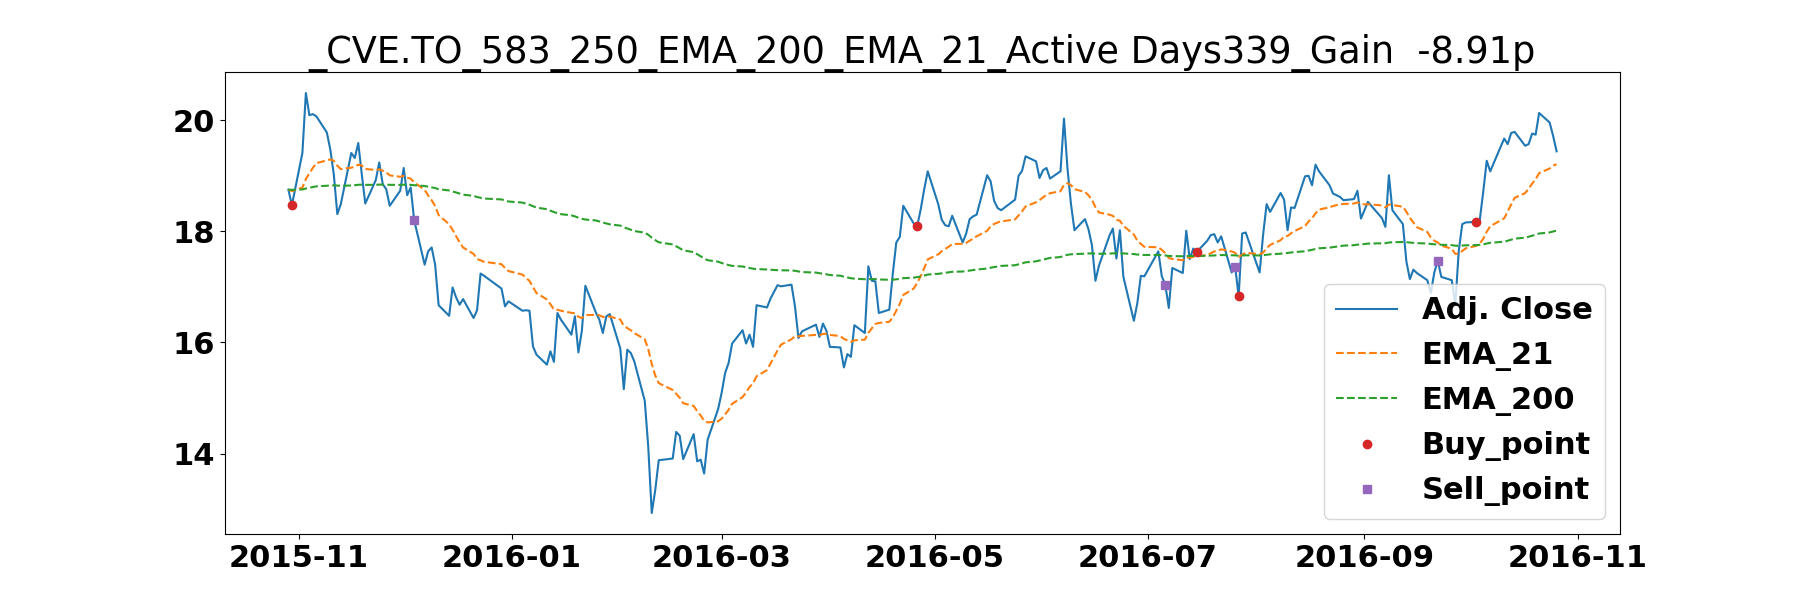 _CVE.TO_583_250_EMA_200_EMA_21_Active Days339_Gain  -8.91p
20
18
16
14
Adj. Close
EMA_21
EMA_200
Buy_point
Sell_point
2015-11 2016-01 2016-03 2016-05 2016-07 2016-09 2016-11